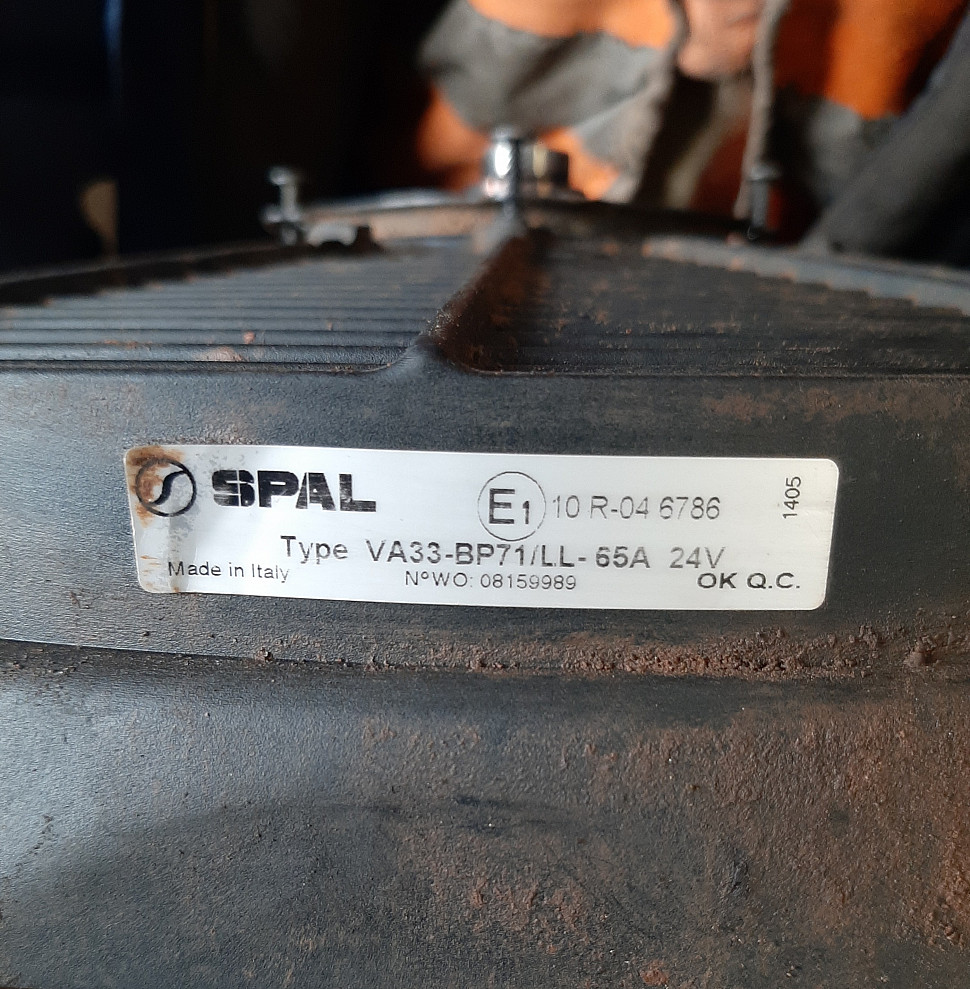 SPAL
E1 10 R-04 6786
1405
Type VA33-BP71/LL-65A 24V
Made in Italy
N°WO: 08159989
OK Q.C.